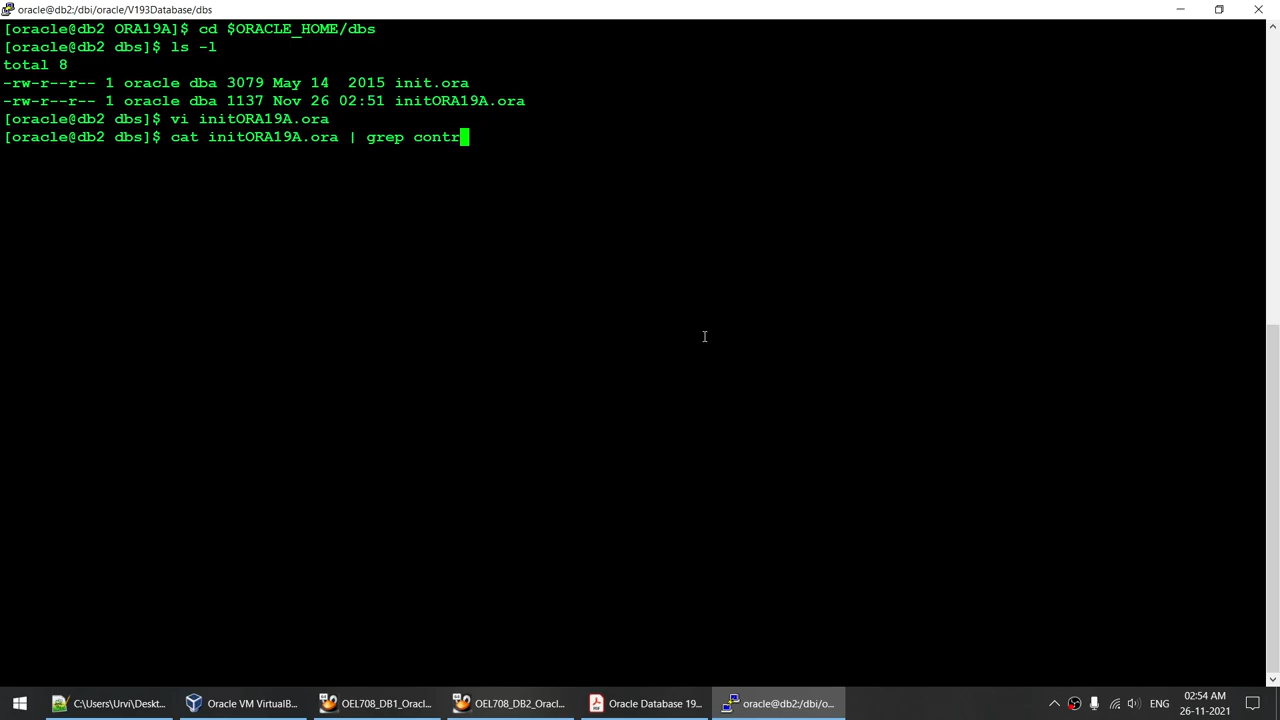 oracle@db2:/dbi/oracle/V193Database/dbs
[oracle@db2 ORA19A]$ cd $ORACLE_HOME/dbs
[oracle@db2 dbs]$ ls -l
total 8
-rw-r--r-- 1 oracle dba 3079 May 14  2015 init.ora
-rw-r--r-- 1 oracle dba 1137 Nov 26 02:51 initORA19A.ora
[oracle@db2 dbs]$ vi initORA19A.ora
[oracle@db2 dbs]$ cat initORA19A.ora | grep contr
C:\Users\Urvi\Deskt...
Oracle VM VirtualB...
OEL708_DB1_Oracl...
OEL708_DB2_Oracl...
Oracle Database 19...
oracle@db2:/dbi/o...
ENG
02:54 AM
26-11-2021